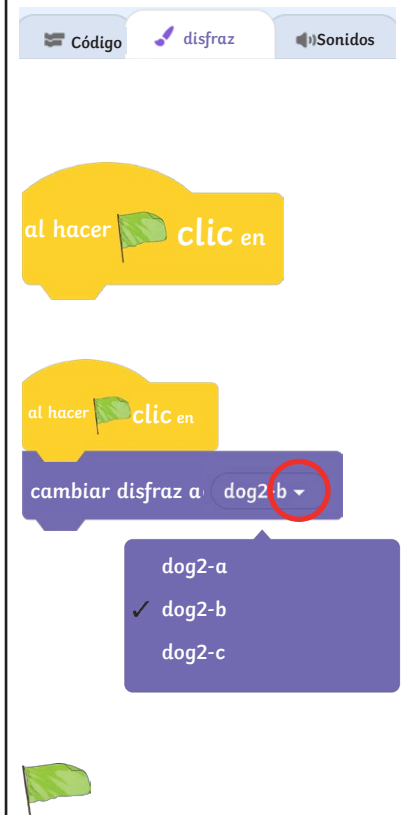 Código disfraz Sonidos
al hacer clic en
al hacer clic en
cambiar disfraz a dog2-b
dog2-a
dog2-b
dog2-c